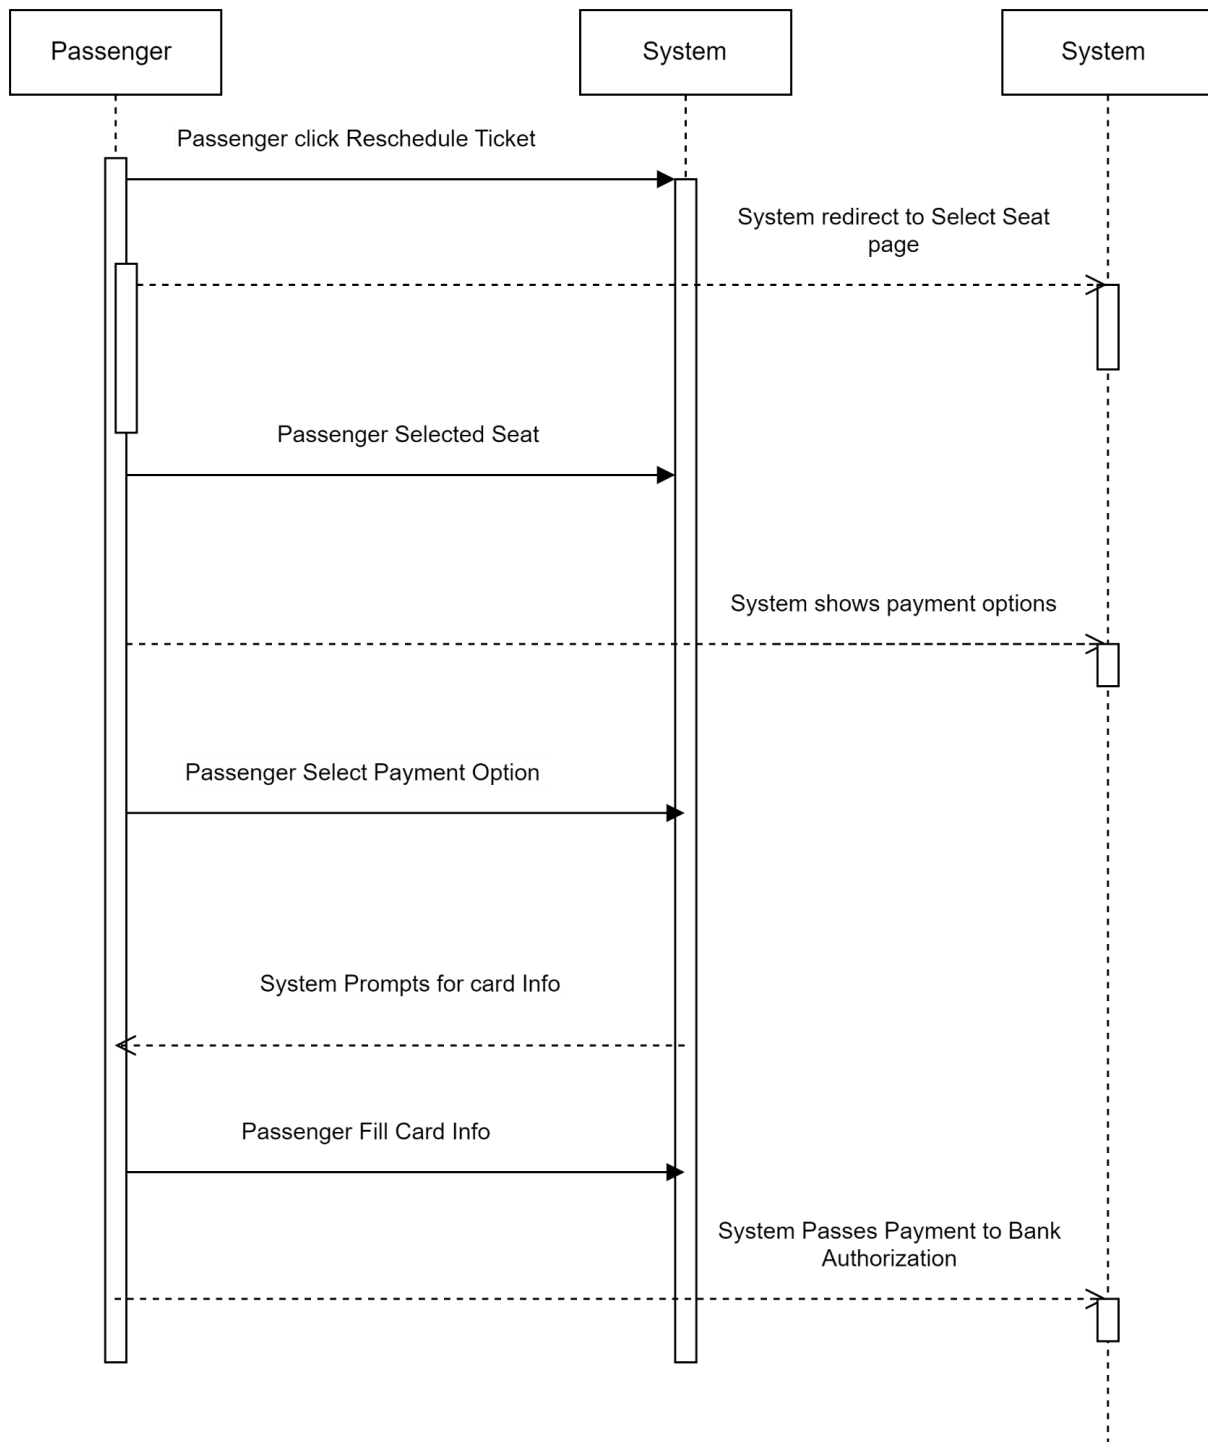 Passenger
System
System
Passenger click Reschedule Ticket
System redirect to Select Seat
page
Passenger Selected Seat
System shows payment options
Passenger Select Payment Option
System Prompts for card Info
Passenger Fill Card Info
System Passes Payment to Bank
Authorization